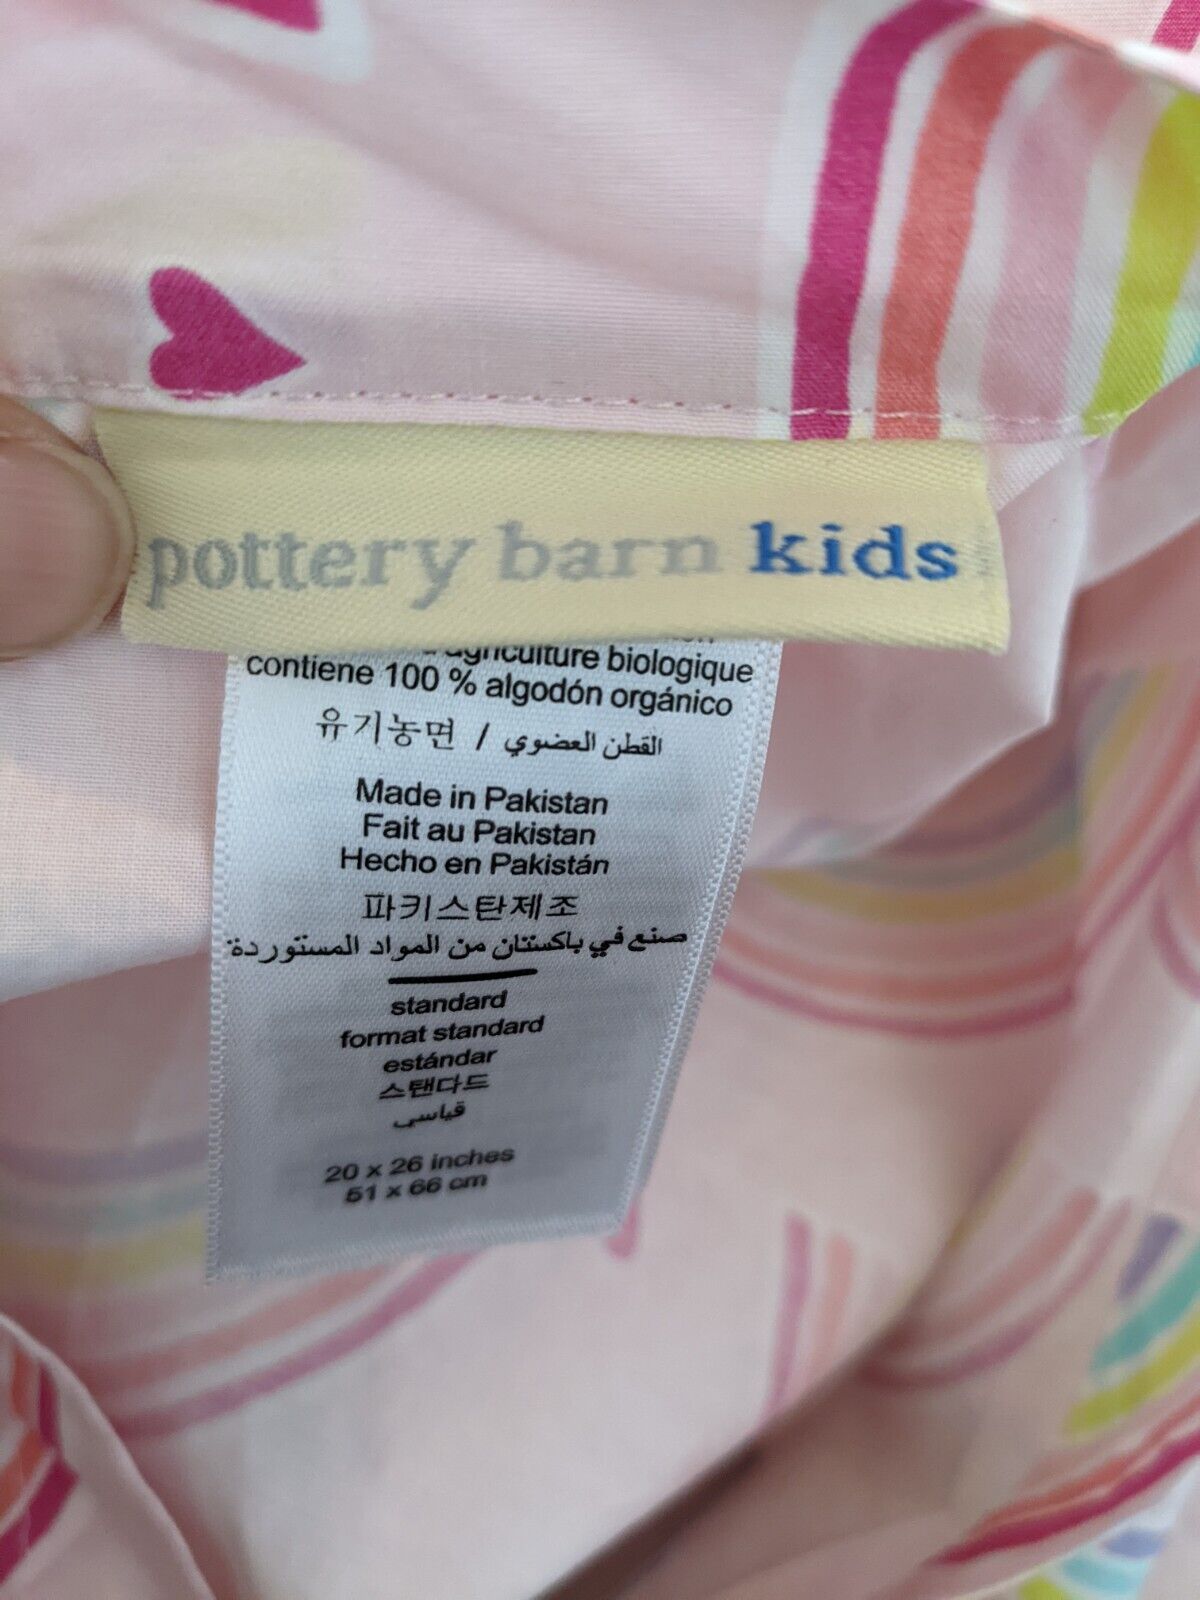 pottery barn kids
agriculture biologique
contiene 100 % algodón orgánico
유기농면 / القطن العضوي
Made in Pakistan
Fait au Pakistan
Hecho en Pakistán
파키스탄제조
صنع في باكستان من المواد المستوردة
standard
format standard
estándar
스탠다드
قياسي
20 x 26 inches
51 x 66 cm